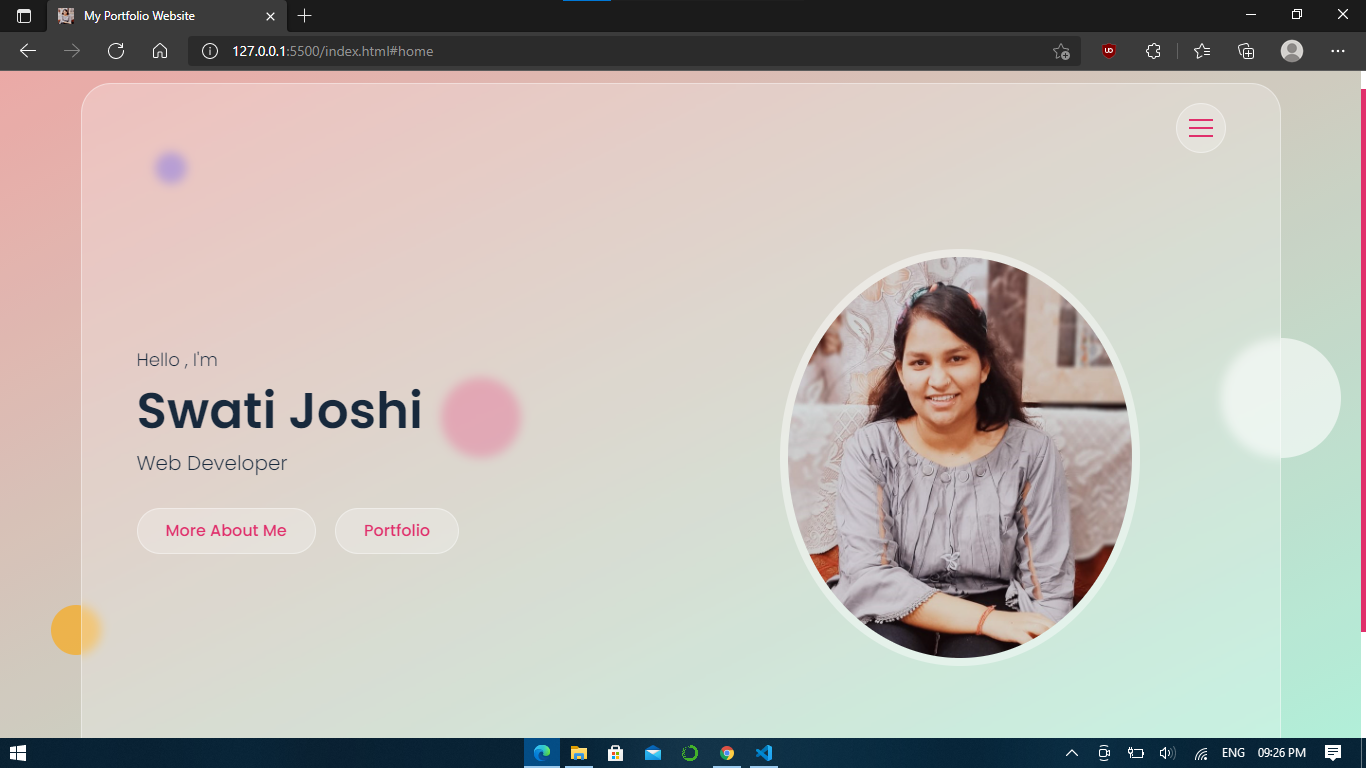 My Portfolio Website
127.0.0.1:5500/index.html#home
Hello , I'm
Swati Joshi
Web Developer
More About Me
Portfolio
ENG
09:26 PM